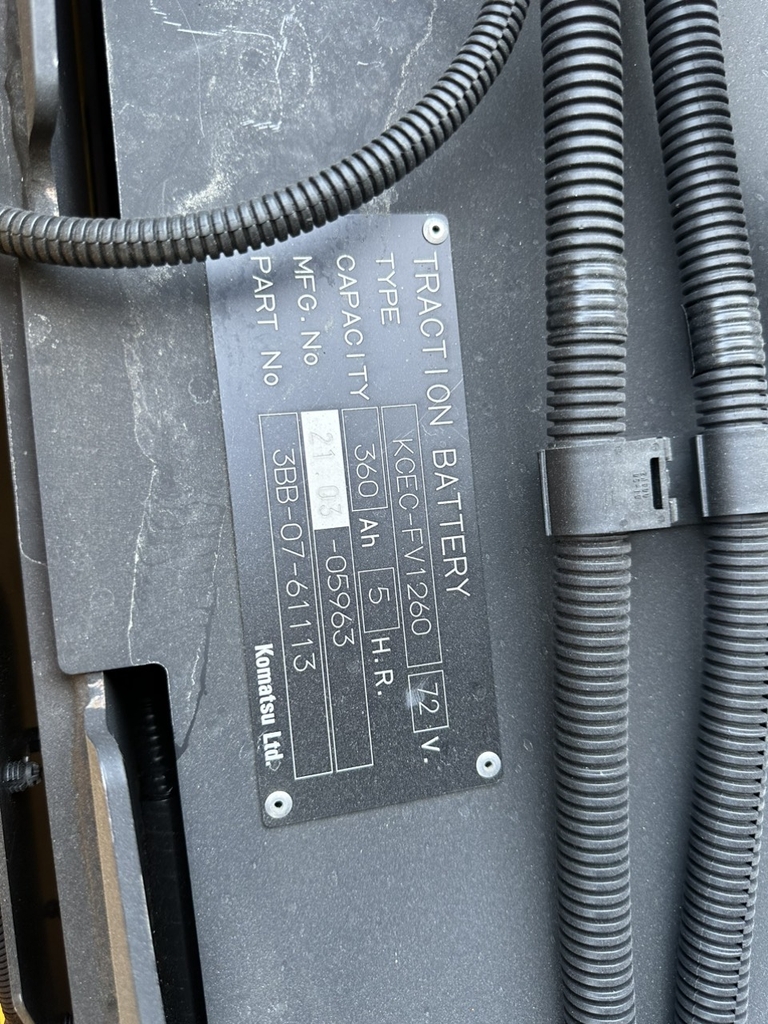 TRACTION BATTERY
TYPE KCEC-FV1260 72 V.
CAPACITY 360 Ah 5 H.R.
MFG.No 21.03 -05963
PART No 3BB-07-61113
Komatsu Ltd.